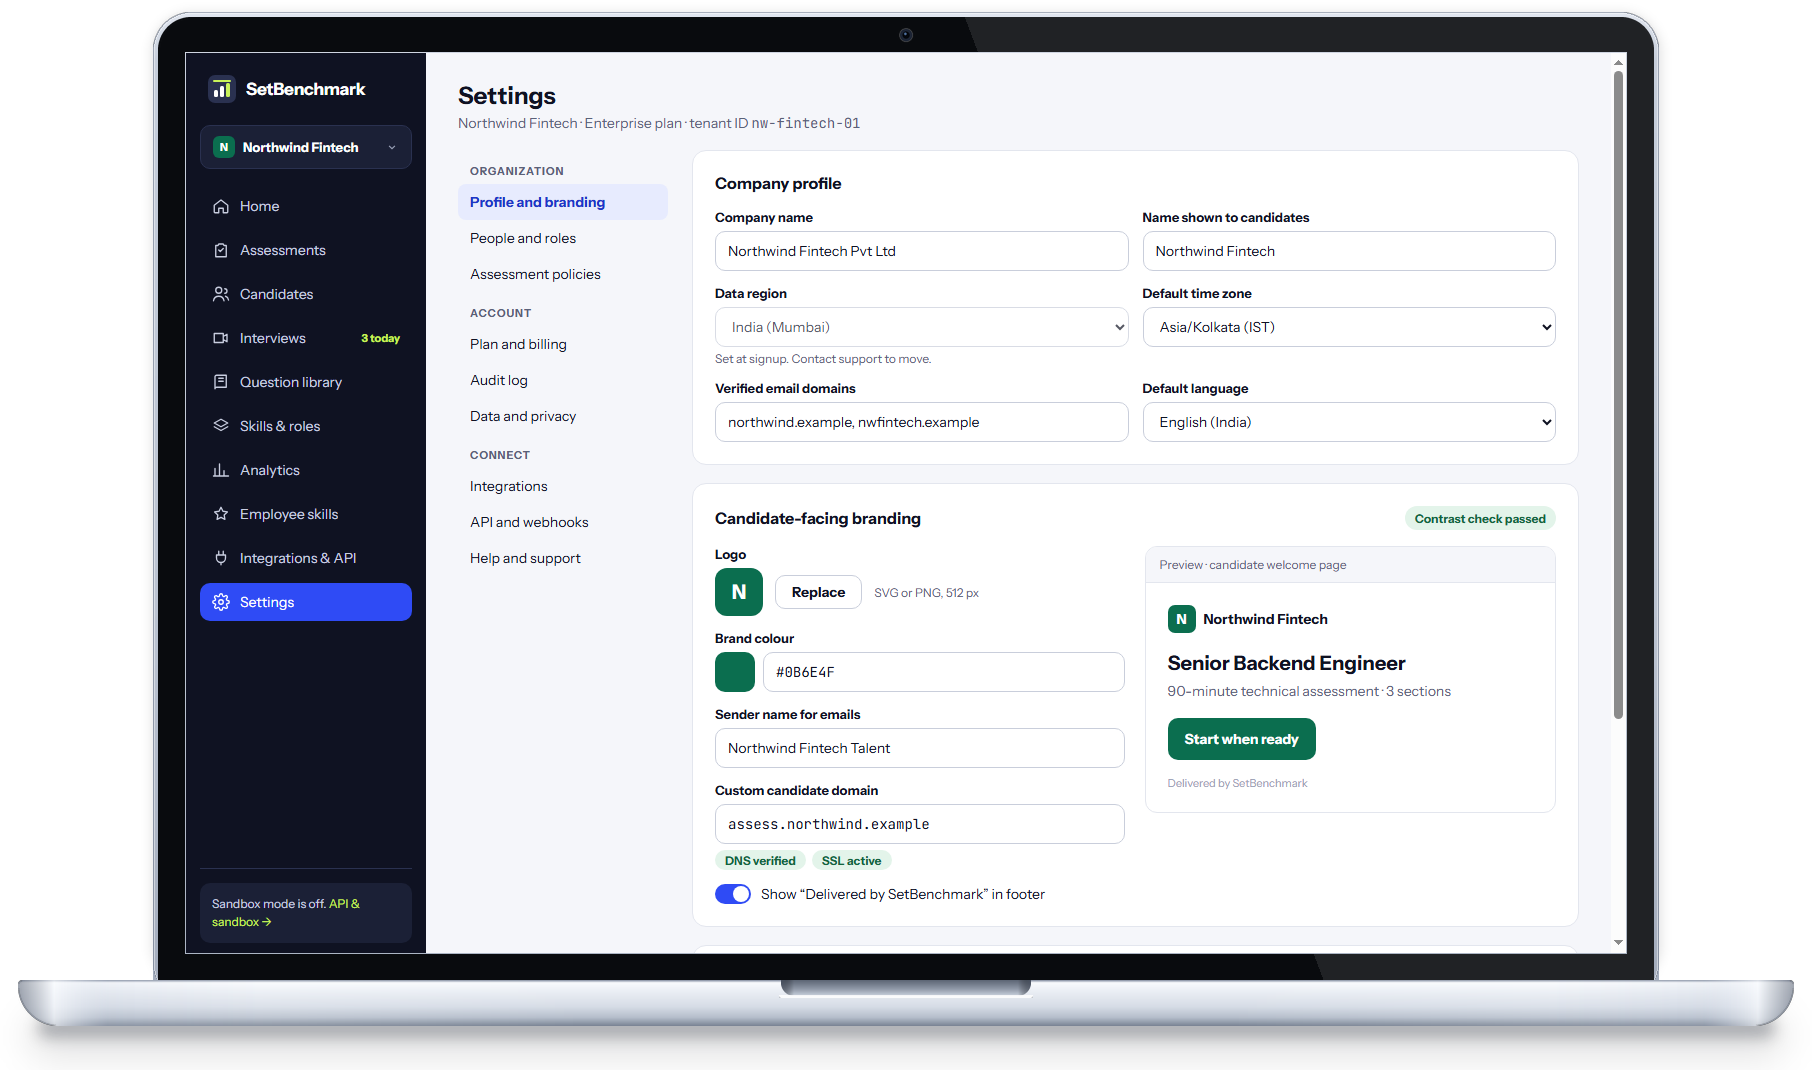 SetBenchmark
N Northwind Fintech
Home
Assessments
Candidates
Interviews 3 today
Question library
Skills & roles
Analytics
Employee skills
Integrations & API
Settings
Sandbox mode is off. API &
sandbox →
Settings
Northwind Fintech · Enterprise plan · tenant ID nw-fintech-01
ORGANIZATION
Profile and branding
People and roles
Assessment policies
ACCOUNT
Plan and billing
Audit log
Data and privacy
CONNECT
Integrations
API and webhooks
Help and support
Company profile
Company name
Northwind Fintech Pvt Ltd
Name shown to candidates
Northwind Fintech
Data region
India (Mumbai)
Set at signup. Contact support to move.
Default time zone
Asia/Kolkata (IST)
Verified email domains
northwind.example, nwfintech.example
Default language
English (India)
Candidate-facing branding
Contrast check passed
Logo
N
Replace
SVG or PNG, 512 px
Brand colour
#0B6E4F
Sender name for emails
Northwind Fintech Talent
Custom candidate domain
assess.northwind.example
DNS verified
SSL active
Show “Delivered by SetBenchmark” in footer
Preview · candidate welcome page
N Northwind Fintech
Senior Backend Engineer
90-minute technical assessment · 3 sections
Start when ready
Delivered by SetBenchmark